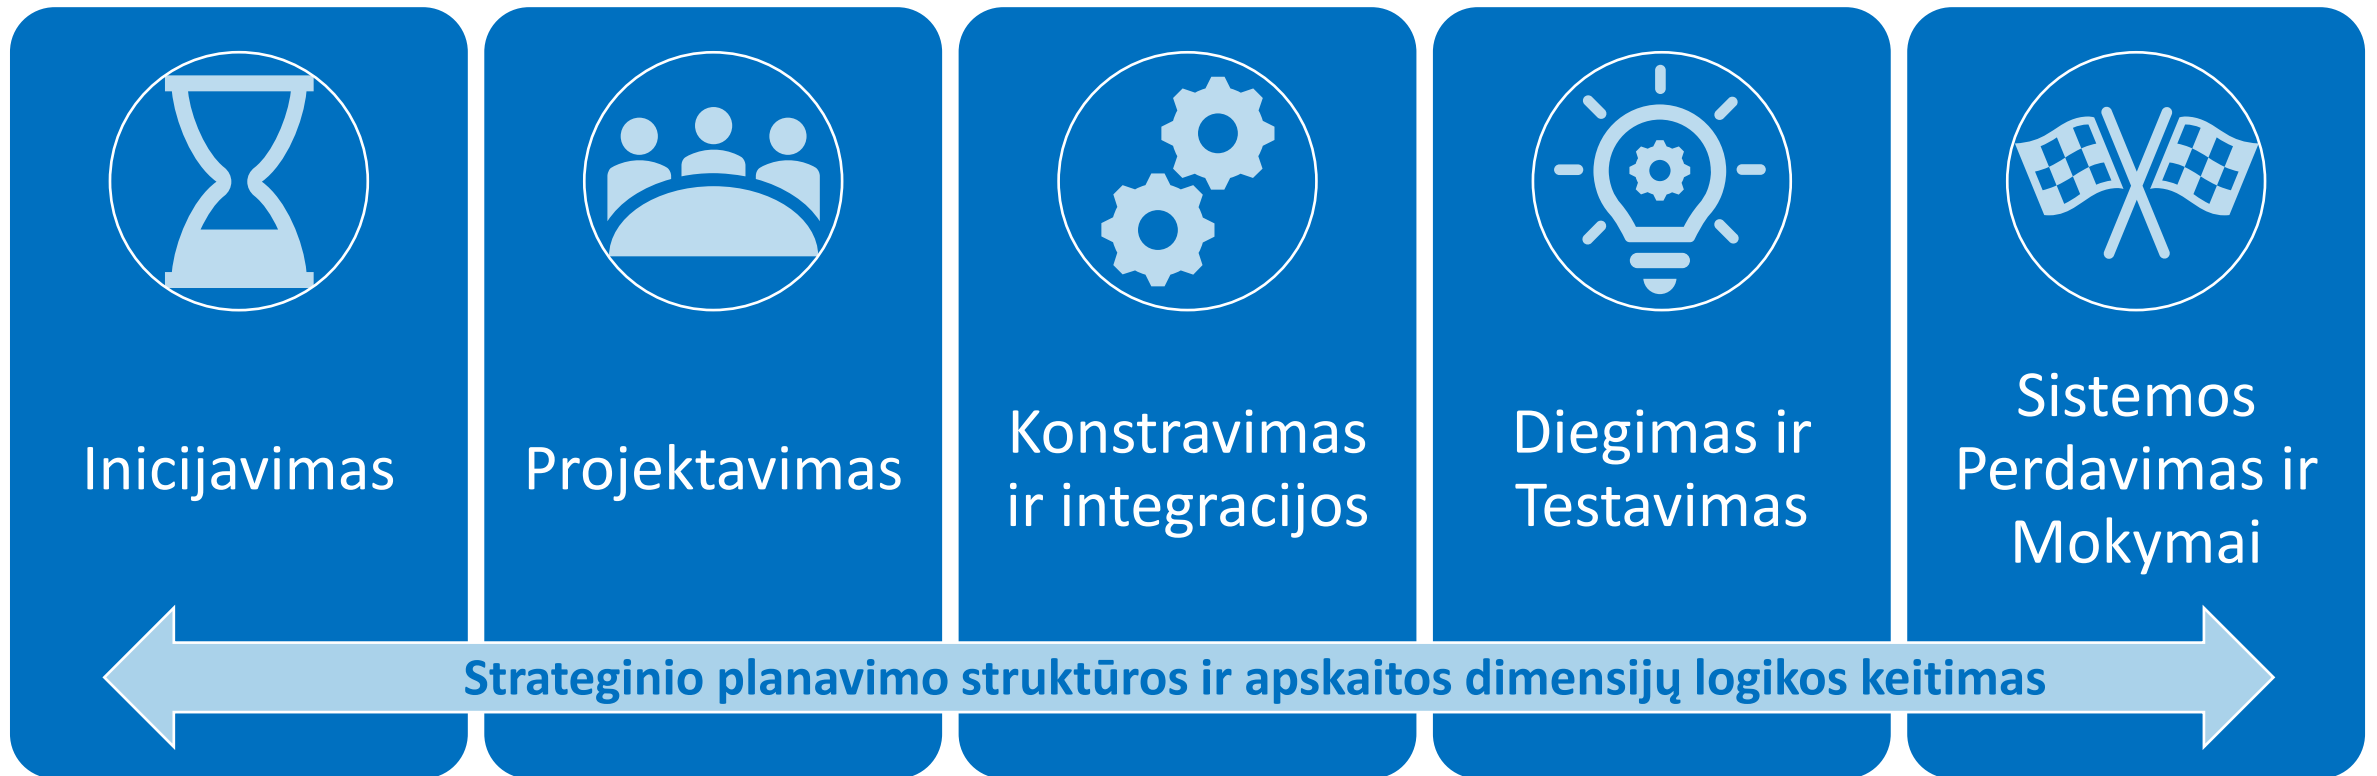 Inicijavimas
Projektavimas
Konstravimas
ir integracijos
Diegimas ir
Testavimas
Sistemos
Perdavimas ir
Mokymai
Strateginio planavimo struktūros ir apskaitos dimensijų logikos keitimas